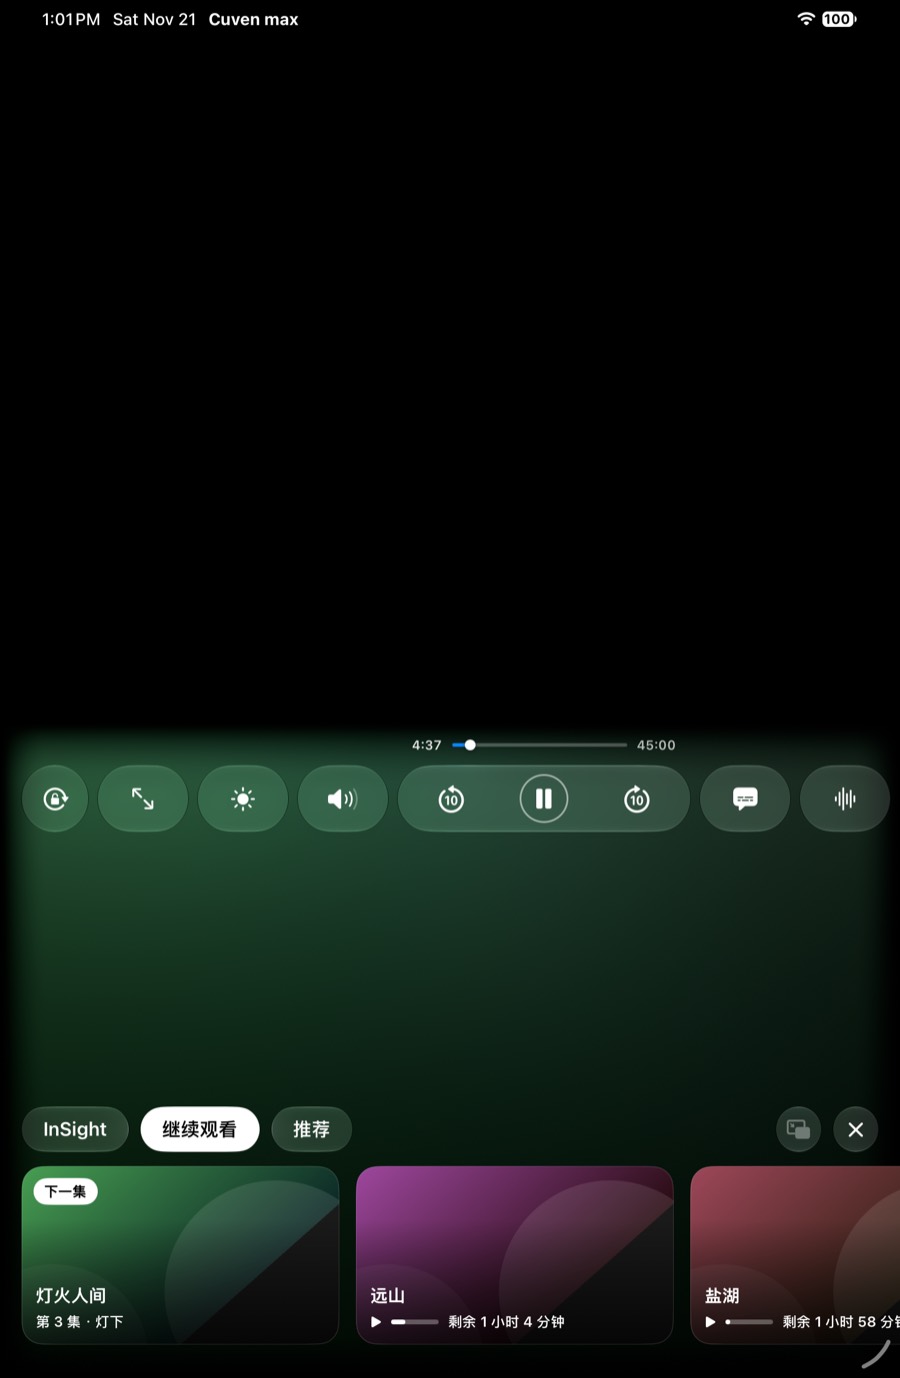 1:01 PM Sat Nov 21 Cuven max 100
4:37 45:00
10 10
InSight 继续观看 推荐
下一集
灯火人间 远山 盐湖
第 3 集 · 灯下 剩余 1 小时 4 分钟 剩余 1 小时 58 分